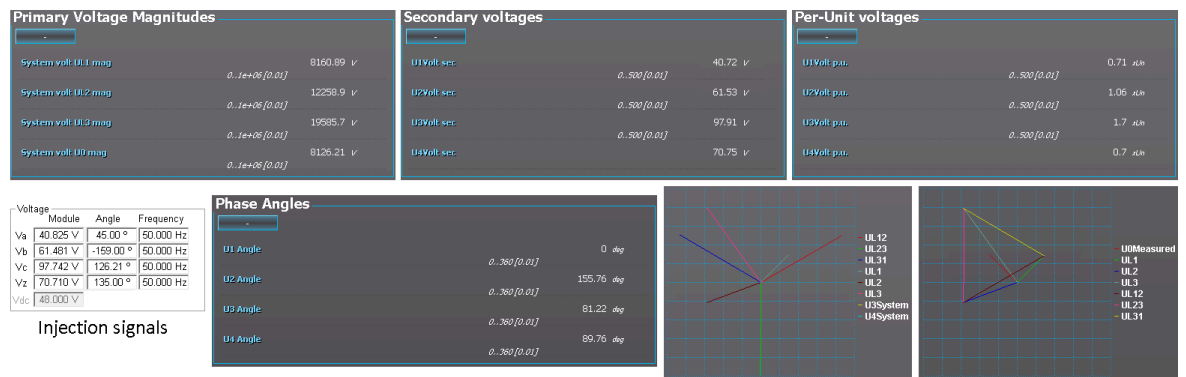 Primary Voltage Magnitudes
-
System volt UL1 mag 8160.89 V
0..1e+06 [0.01]
System volt UL2 mag 12258.9 V
0..1e+06 [0.01]
System volt UL3 mag 19585.7 V
0..1e+06 [0.01]
System volt U0 mag 8126.21 V
0..1e+06 [0.01]
Secondary voltages
-
U1Volt sec 40.72 V
0..500 [0.01]
U2Volt sec 61.53 V
0..500 [0.01]
U3Volt sec 97.91 V
0..500 [0.01]
U4Volt sec 70.75 V
Per-Unit voltages
-
U1Volt p.u. 0.71 xUn
0..500 [0.01]
U2Volt p.u. 1.06 xUn
0..500 [0.01]
U3Volt p.u. 1.7 xUn
0..500 [0.01]
U4Volt p.u. 0.7 xUn
Voltage
Module Angle Frequency
Va 40.825 V 45.00 º 50.000 Hz
Vb 61.481 V -159.00 º 50.000 Hz
Vc 97.742 V 126.21 º 50.000 Hz
Vz 70.710 V 135.00 º 50.000 Hz
Vdc 48.000 V
Injection signals
Phase Angles
-
U1 Angle 0 deg
0..360 [0.01]
U2 Angle 155.76 deg
0..360 [0.01]
U3 Angle 81.22 deg
0..360 [0.01]
U4 Angle 89.76 deg
0..360 [0.01]
UL12
UL23
UL31
UL1
UL2
UL3
U3System
U4System
U0Measured
UL1
UL2
UL3
UL12
UL23
UL31